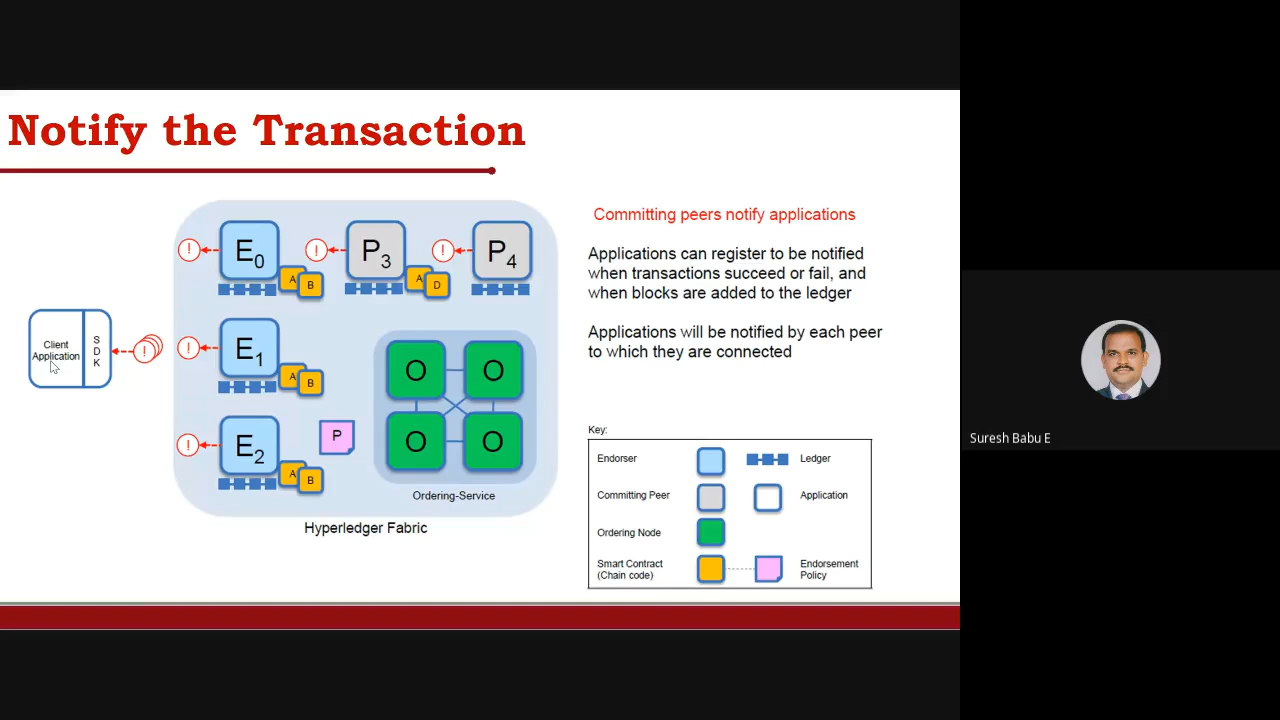 Notify the Transaction
Committing peers notify applications
Applications can register to be notified
when transactions succeed or fail, and
when blocks are added to the ledger
Applications will be notified by each peer
to which they are connected
! E0 A B
! P3 A D
! P4
Client
Application
S
D
K
!
! E1 A B
! E2 A B
P
O O
O O
Ordering-Service
Hyperledger Fabric
Key:
Endorser Ledger
Committing Peer Application
Ordering Node
Smart Contract
(Chain code)
Endorsement
Policy
Suresh Babu E